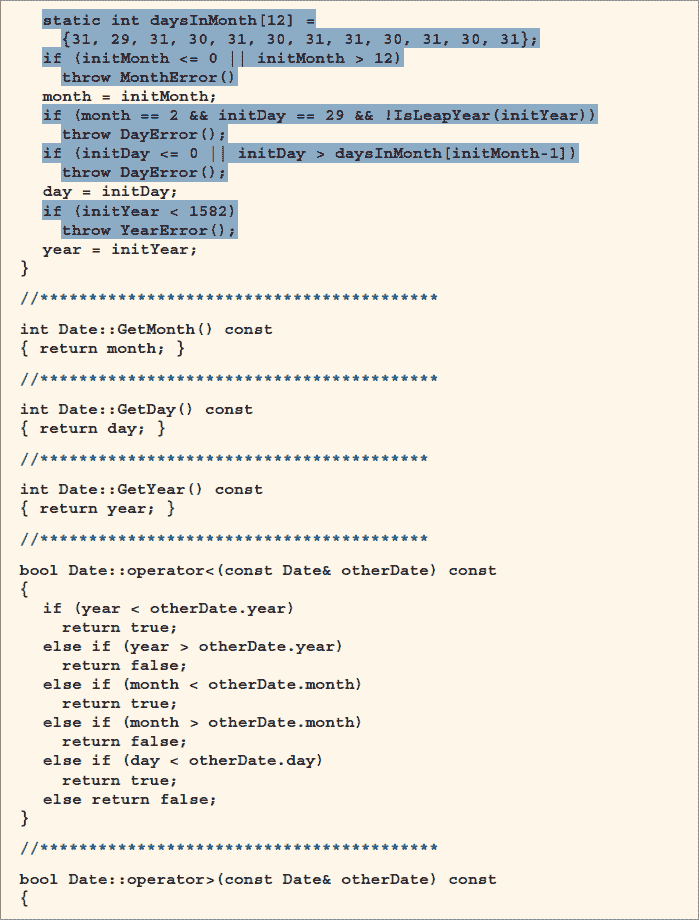 static int daysInMonth[12] =
{31, 29, 31, 30, 31, 30, 31, 31, 30, 31, 30, 31};
if (initMonth <= 0 || initMonth > 12)
throw MonthError()
month = initMonth;
if (month == 2 && initDay == 29 && !IsLeapYear(initYear))
throw DayError();
if (initDay <= 0 || initDay > daysInMonth[initMonth-1])
throw DayError();
day = initDay;
if (initYear < 1582)
throw YearError();
year = initYear;
}
//*****************************************
int Date::GetMonth() const
{ return month; }
//*****************************************
int Date::GetDay() const
{ return day; }
//****************************************
int Date::GetYear() const
{ return year; }
//****************************************
bool Date::operator<(const Date& otherDate) const
{
if (year < otherDate.year)
return true;
else if (year > otherDate.year)
return false;
else if (month < otherDate.month)
return true;
else if (month > otherDate.month)
return false;
else if (day < otherDate.day)
return true;
else return false;
}
//*****************************************
bool Date::operator>(const Date& otherDate) const
{